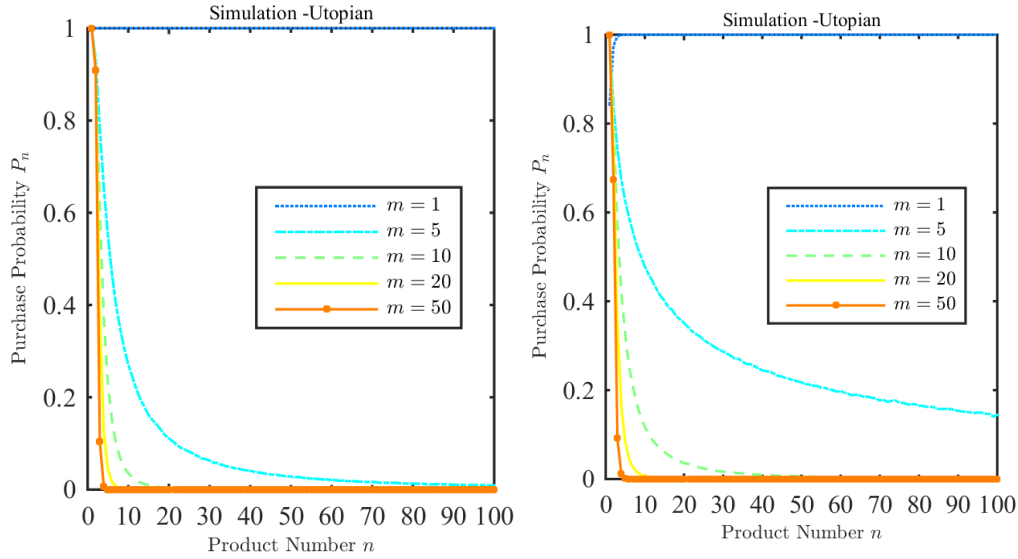 Simulation -Utopian
1
0.8
0.6
0.4
0.2
0
Purchase Probability P_n
m = 1
m = 5
m = 10
m = 20
m = 50
0 10 20 30 40 50 60 70 80 90 100
Product Number n
Simulation -Utopian
1
0.8
0.6
0.4
0.2
0
Purchase Probability P_n
m = 1
m = 5
m = 10
m = 20
m = 50
0 10 20 30 40 50 60 70 80 90 100
Product Number n